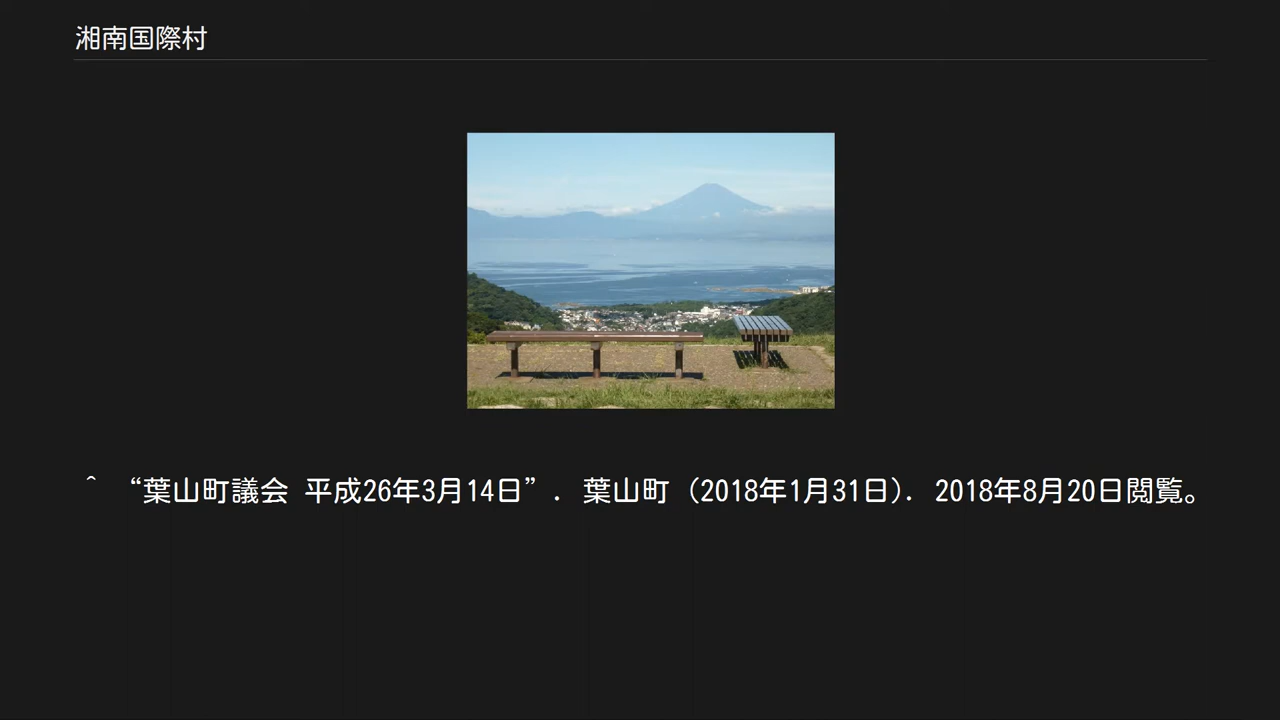 湘南国際村
^ “葉山町議会 平成26年3月14日”. 葉山町 (2018年1月31日). 2018年8月20日閲覧。